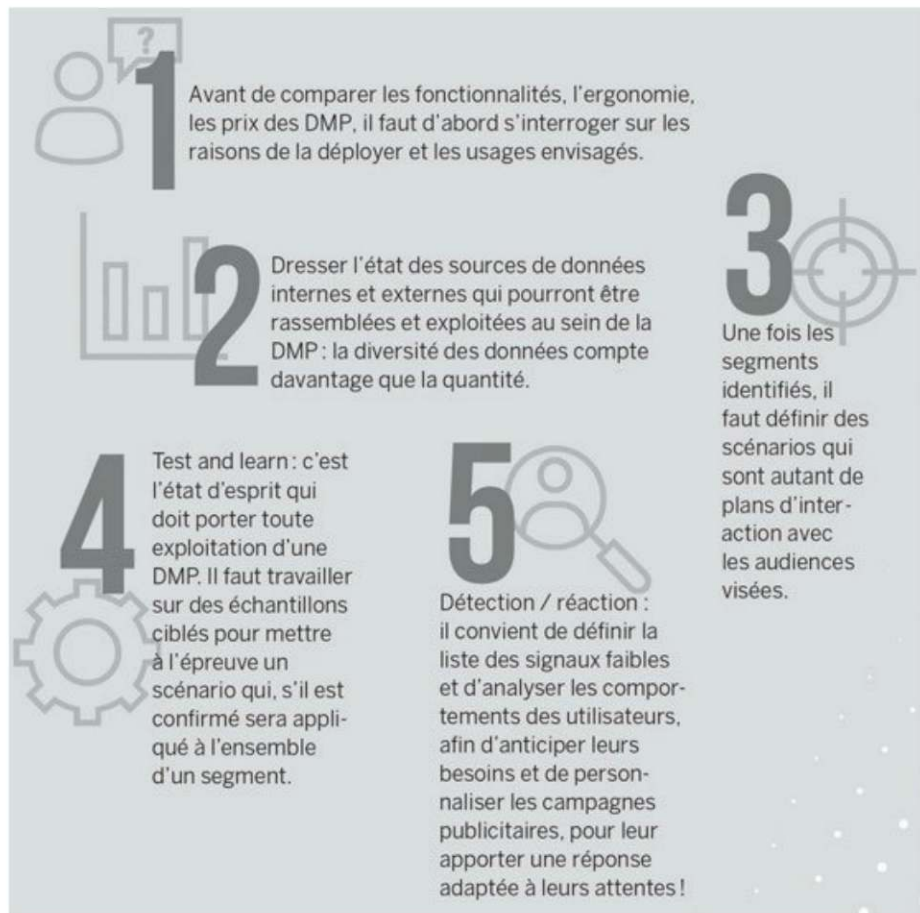 ?
1
Avant de comparer les fonctionnalités, l'ergonomie,
les prix des DMP, il faut d'abord s'interroger sur les
raisons de la déployer et les usages envisagés.
2
Dresser l'état des sources de données
internes et externes qui pourront être
rassemblées et exploitées au sein de la
DMP : la diversité des données compte
davantage que la quantité.
3
Une fois les
segments
identifiés, il
faut définir des
scénarios qui
sont autant de
plans d'inter-
action avec
les audiences
visées.
4
Test and learn : c'est
l'état d'esprit qui
doit porter toute
exploitation d'une
DMP. Il faut travailler
sur des échantillons
ciblés pour mettre
à l'épreuve un
scénario qui, s'il est
confirmé sera appli-
qué à l'ensemble
d'un segment.
5
Détection / réaction :
il convient de définir la
liste des signaux faibles
et d'analyser les compor-
tements des utilisateurs,
afin d'anticiper leurs
besoins et de person-
naliser les campagnes
publicitaires, pour leur
apporter une réponse
adaptée à leurs attentes !